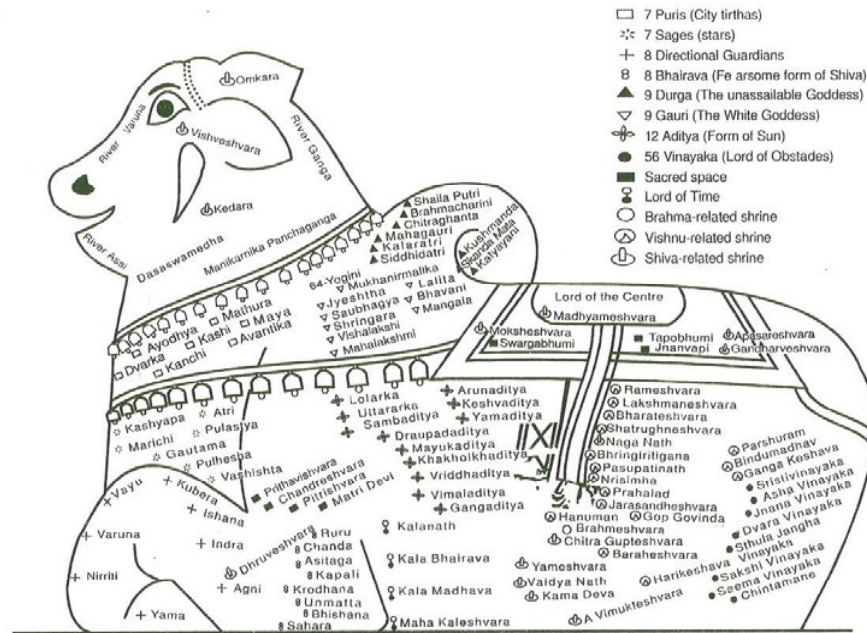 7 Puris (City tirthas)
7 Sages (stars)
8 Directional Guardians
8 Bhairava (Fe arsome form of Shiva)
9 Durga (The unassailable Goddess)
9 Gauri (The White Goddess)
12 Aditya (Form of Sun)
56 Vinayaka (Lord of Obstades)
Sacred space
Lord of Time
Brahma-related shrine
Vishnu-related shrine
Shiva-related shrine
Omkara
River Varuna
Vishveshvara
River Ganga
Kedara
River Assi
Dasaswamedha
Manikarnika Panchaganga
Shaila Putri
Brahmacharini
Chitraghanta
Mahagauri
Kalaratri
Siddhidatri
Kushmanda
Skanda Mata
Katyayani
64-Yogini
Mukhanirmalika
Jyeshtha
Lalita
Saubhagya
Bhavani
Shringara
Mangala
Vishalakshi
Mahalakshmi
Ayodhya
Mathura
Dvarka
Kashi
Maya
Kanchi
Avantika
Lord of the Centre
Madhyameshvara
Moksheshvara
Swargabhumi
Tapobhumi
Jnanvapi
Apasareshvara
Gandharveshvara
Kashyapa
Atri
Marichi
Pulastya
Gautama
Pulhesba
Vashishta
Lolarka
Uttararka
Sambaditya
Arunaditya
Keshvaditya
Yamaditya
Draupadaditya
Mayukaditya
Khakholkhaditya
Vriddhaditya
Vimaladitya
Gangaditya
Prithavishvara
Chandreshvara
Pitrishvara
Matri Devi
Rameshvara
Lakshmaneshvara
Bharateshvara
Shatrughneshvara
Naga Nath
Bhringiritigana
Pasupatinath
Nrisimha
Prahalad
Jarasandheshvara
Hanuman
Gop Govinda
Brahmeshvara
Chitra Gupteshvara
Baraheshvara
Parshuram
Bindumadhav
Ganga Keshava
Sristivinayaka
Asha Vinayaka
Jnana Vinayaka
Dvara Vinayaka
Sthula Jangha
Vinayaka
Sakshi Vinayaka
Seema Vinayaka
Chintamane
Harikeshava
Vayu
Kubera
Ishana
Varuna
Indra
Nirriti
Agni
Yama
Dhruveshvara
Ruru
Chanda
Asitaga
Kapali
Krodhana
Unmatta
Bhishana
Sahara
Kalanath
Kala Bhairava
Kala Madhava
Maha Kaleshvara
Yameshvara
Vaidya Nath
Kama Deva
A Vimukteshvara